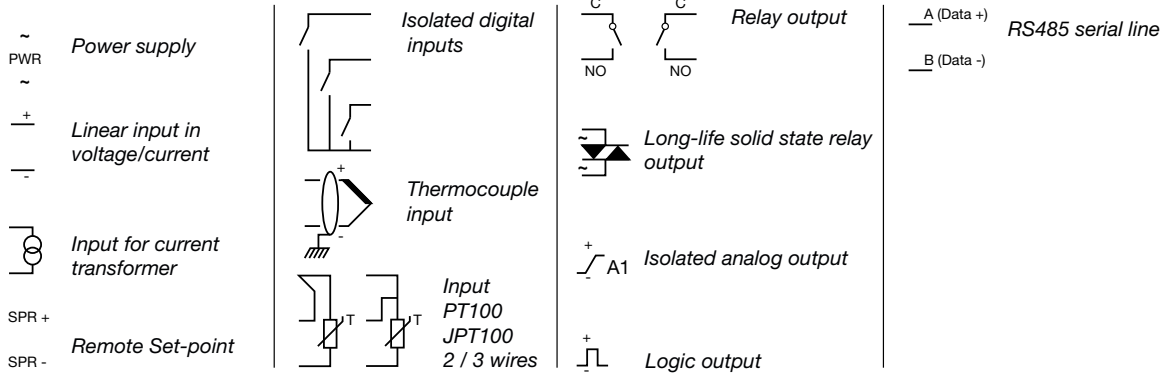 ~
PWR
~
Power supply
+
-
Linear input in
voltage/current
Input for current
transformer
SPR +
SPR -
Remote Set-point
Isolated digital
inputs
+
-
Thermocouple
input
T
T
Input
PT100
JPT100
2 / 3 wires
C
C
NO
NO
Relay output
~
~
Long-life solid state relay
output
+
-
A1
Isolated analog output
+
-
Logic output
A (Data +)
B (Data -)
RS485 serial line